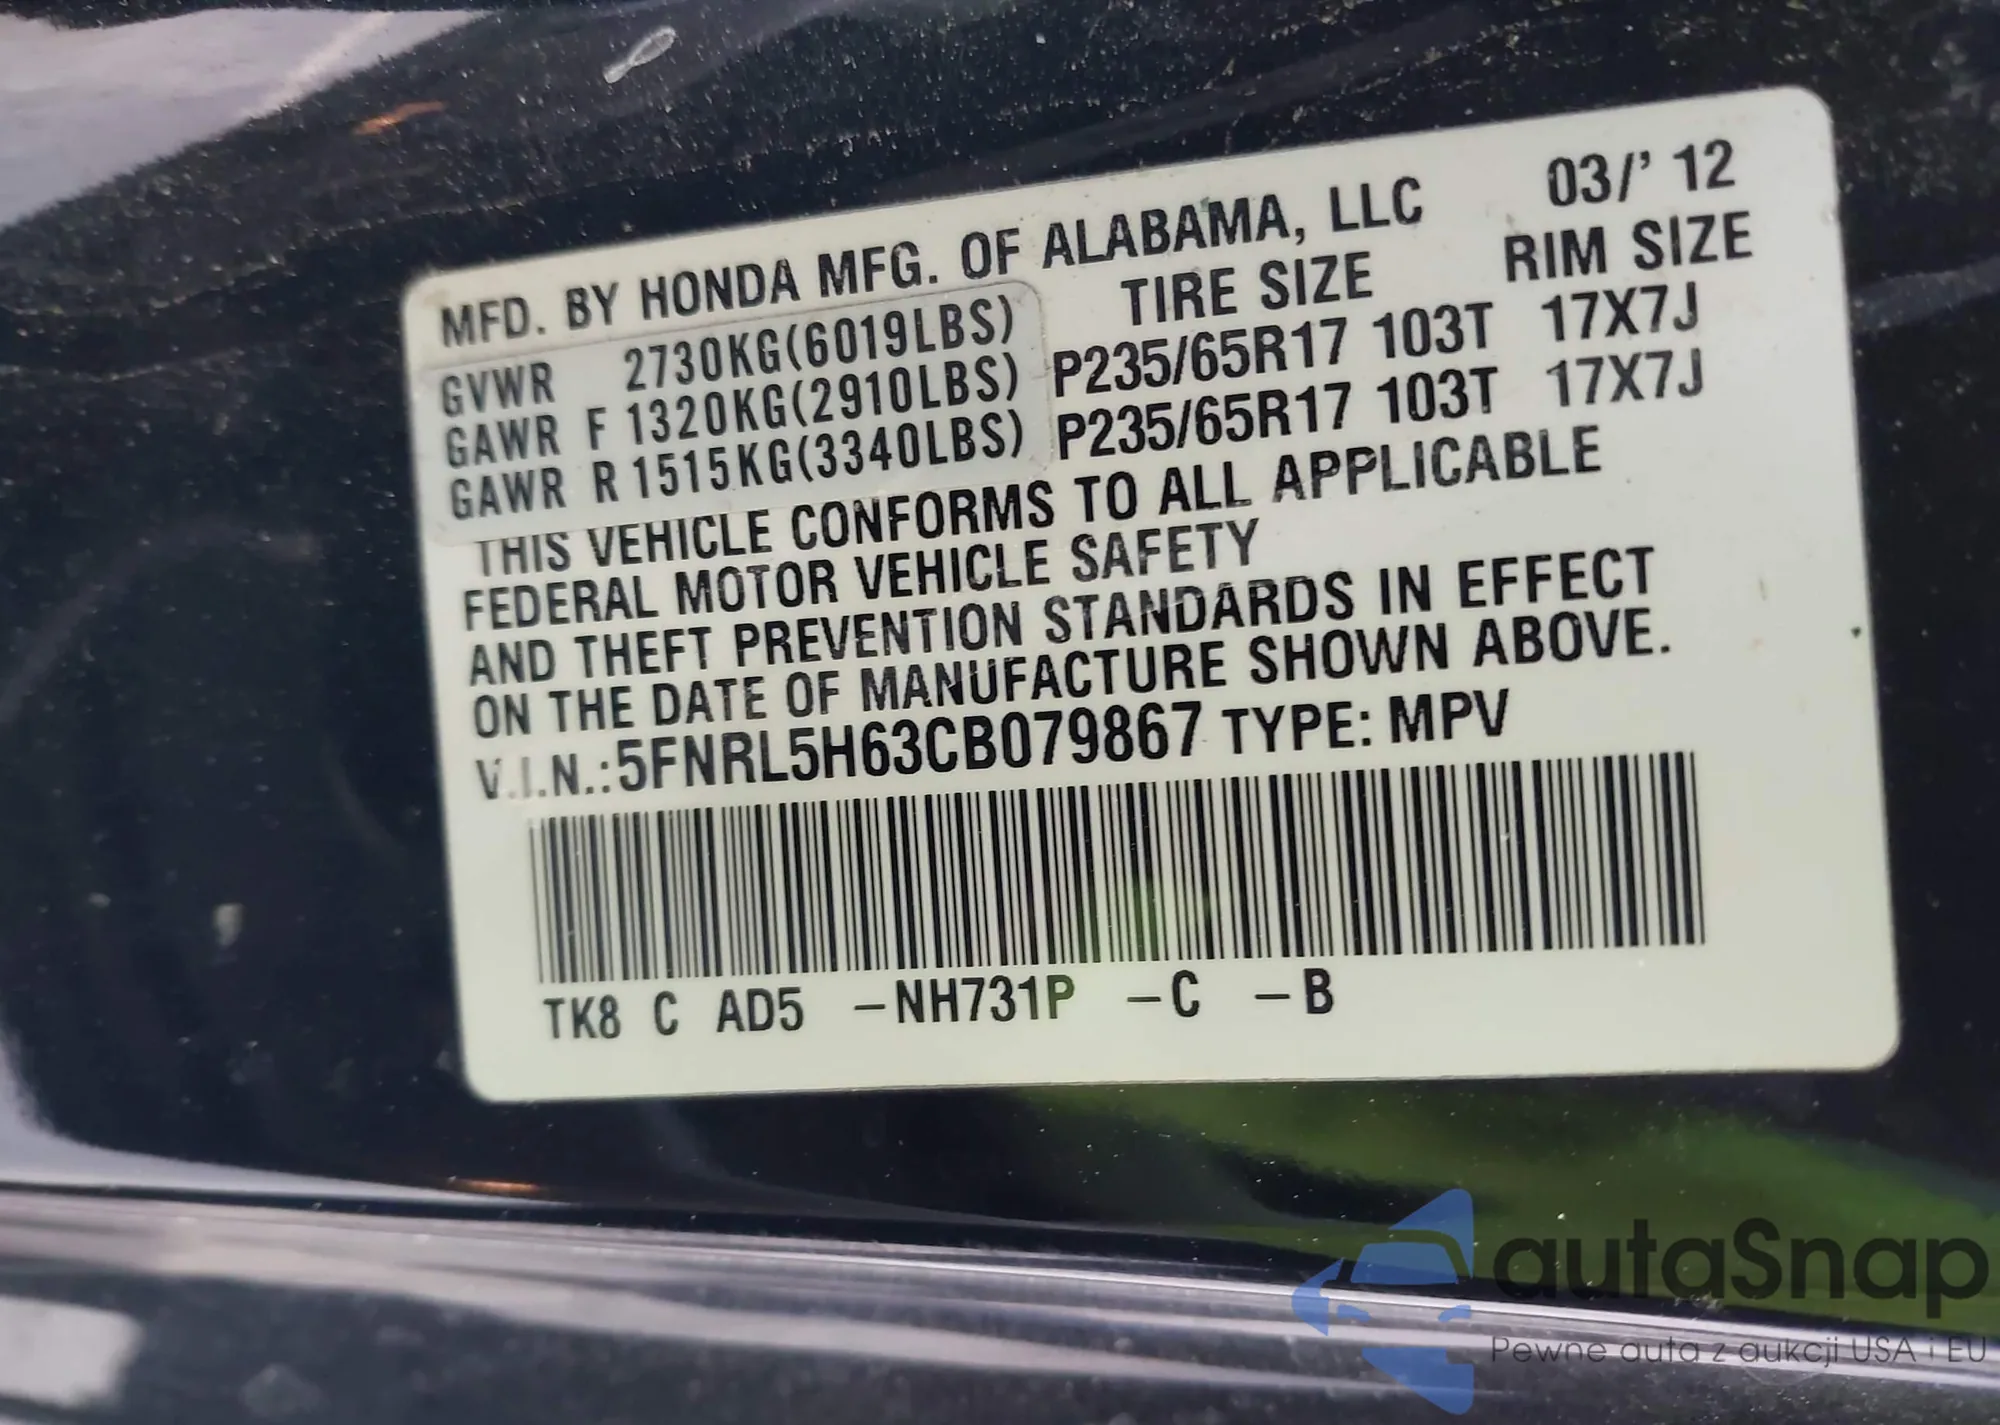 MFD. BY HONDA MFG. OF ALABAMA, LLC 03/' 12
TIRE SIZE RIM SIZE
GVWR 2730KG(6019LBS)
GAWR F 1320KG(2910LBS) P235/65R17 103T 17X7J
GAWR R 1515KG(3340LBS) P235/65R17 103T 17X7J
THIS VEHICLE CONFORMS TO ALL APPLICABLE
FEDERAL MOTOR VEHICLE SAFETY
AND THEFT PREVENTION STANDARDS IN EFFECT
ON THE DATE OF MANUFACTURE SHOWN ABOVE.
V.I.N.:5FNRL5H63CB079867 TYPE: MPV
TK8 C AD5 –NH731P –C –B
autaSnap
Pewne auta z aukcji USA i EU